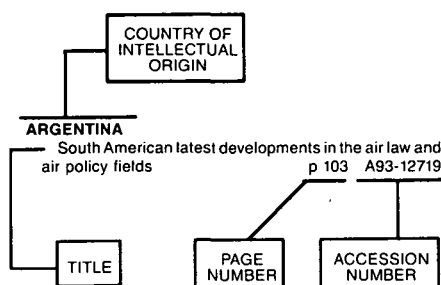 COUNTRY OF
INTELLECTUAL
ORIGIN
ARGENTINA
South American latest developments in the air law and
air policy fields p 103 A93-12719
TITLE
PAGE
NUMBER
ACCESSION
NUMBER